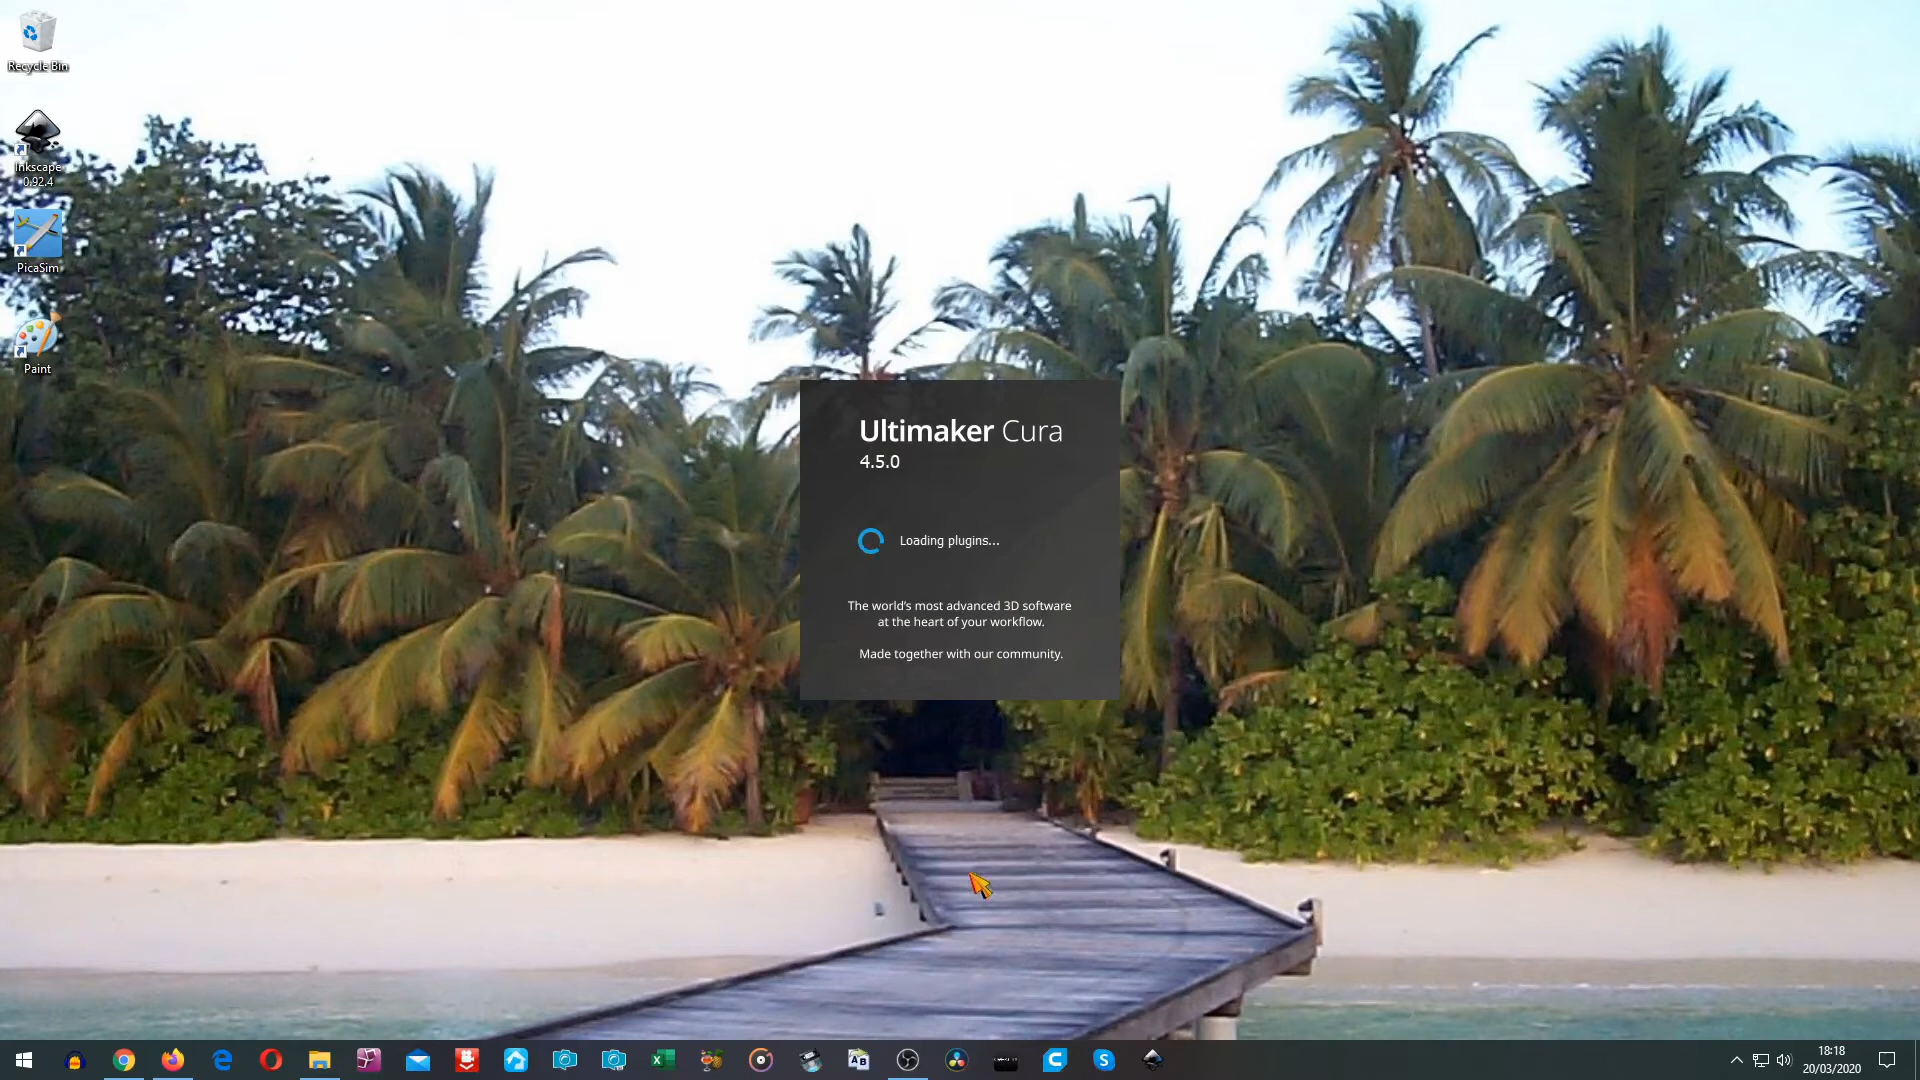 Recycle Bin
Inkscape
0.92.4
PicaSim
Paint
Ultimaker Cura
4.5.0
Loading plugins...
The world's most advanced 3D software
at the heart of your workflow.
Made together with our community.
18:18
20/03/2020